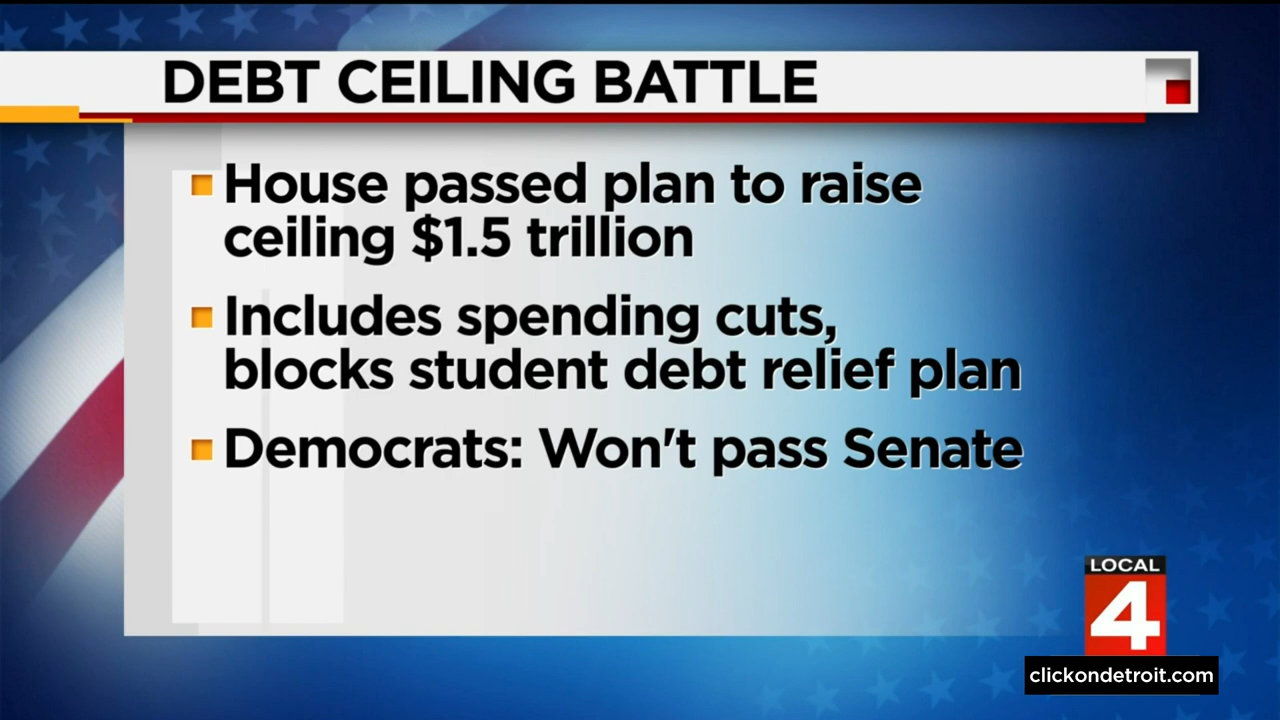 DEBT CEILING BATTLE
House passed plan to raise
ceiling $1.5 trillion
Includes spending cuts,
blocks student debt relief plan
Democrats: Won't pass Senate
LOCAL
4
clickondetroit.com